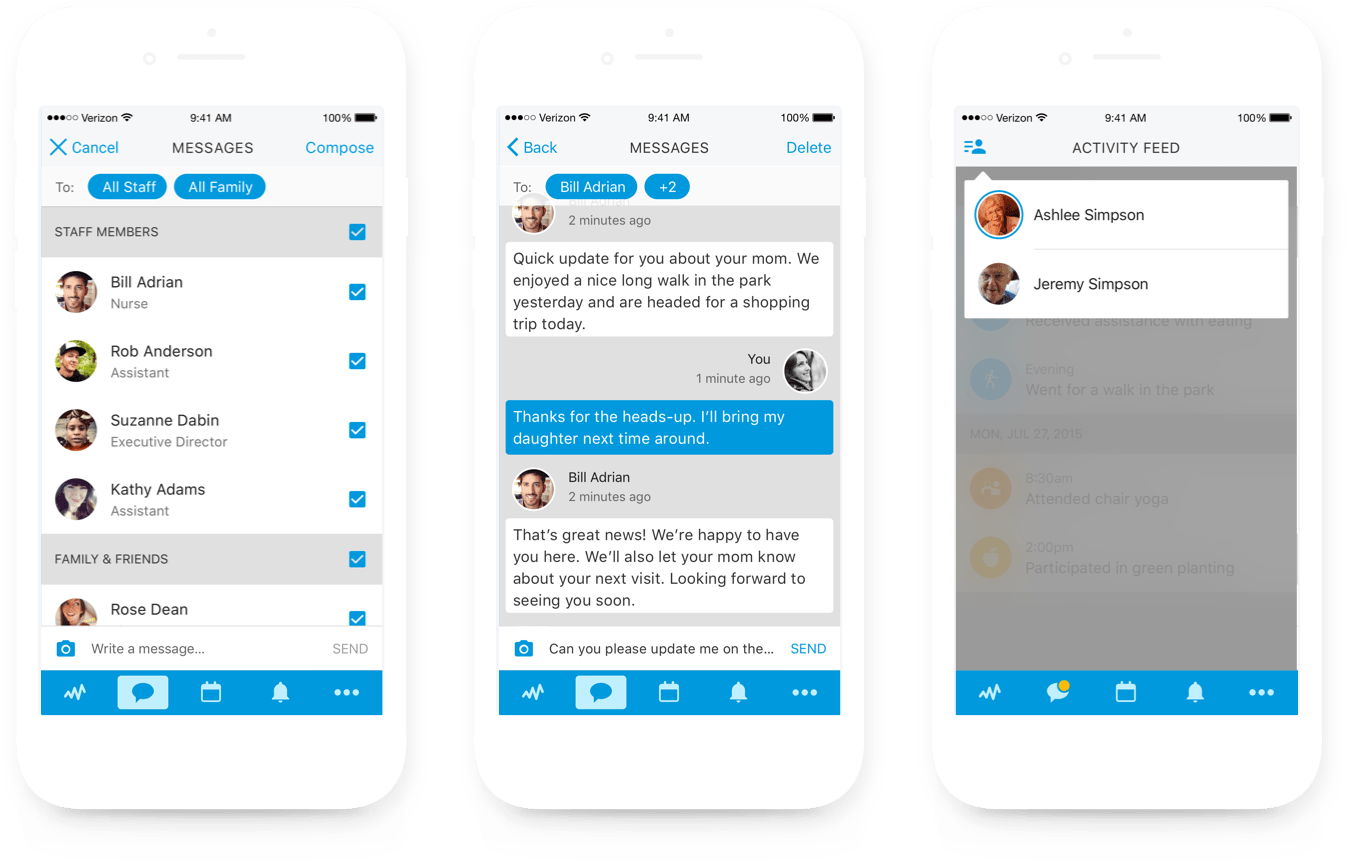 Verizon 9:41 AM 100%
Cancel MESSAGES Compose
To: All Staff All Family
STAFF MEMBERS
Bill Adrian
Nurse
Rob Anderson
Assistant
Suzanne Dabin
Executive Director
Kathy Adams
Assistant
FAMILY & FRIENDS
Rose Dean
Write a message... SEND
Verizon 9:41 AM 100%
Back MESSAGES Delete
To: Bill Adrian +2
Bill Adrian
2 minutes ago
Quick update for you about your mom. We
enjoyed a nice long walk in the park
yesterday and are headed for a shopping
trip today.
You
1 minute ago
Thanks for the heads-up. I’ll bring my
daughter next time around.
Bill Adrian
2 minutes ago
That’s great news! We’re happy to have
you here. We’ll also let your mom know
about your next visit. Looking forward to
seeing you soon.
Can you please update me on the... SEND
Verizon 9:41 AM 100%
ACTIVITY FEED
Ashlee Simpson
Jeremy Simpson
Received assistance with eating
Evening
Went for a walk in the park
MON, JUL 27, 2015
8:30am
Attended chair yoga
2:00pm
Participated in green planting